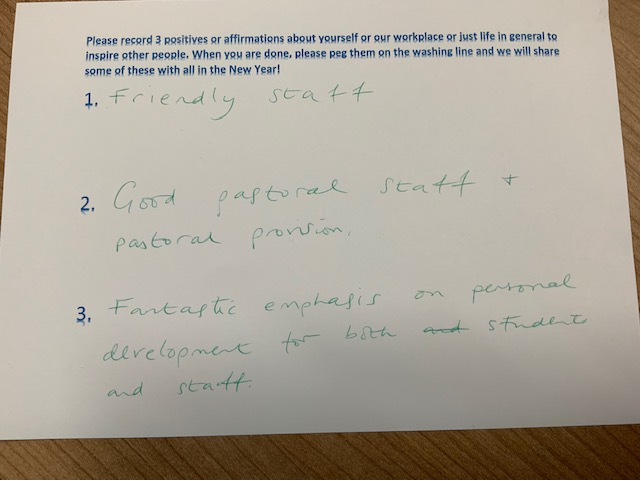 Please record 3 positives or affirmations about yourself or our workplace or just life in general to
inspire other people. When you are done, please peg them on the washing line and we will share
some of these with all in the New Year!
1. Friendly staff
2. Good pastoral staff +
pastoral provision.
3. Fantastic emphasis on personal
development for both and students
and staff.